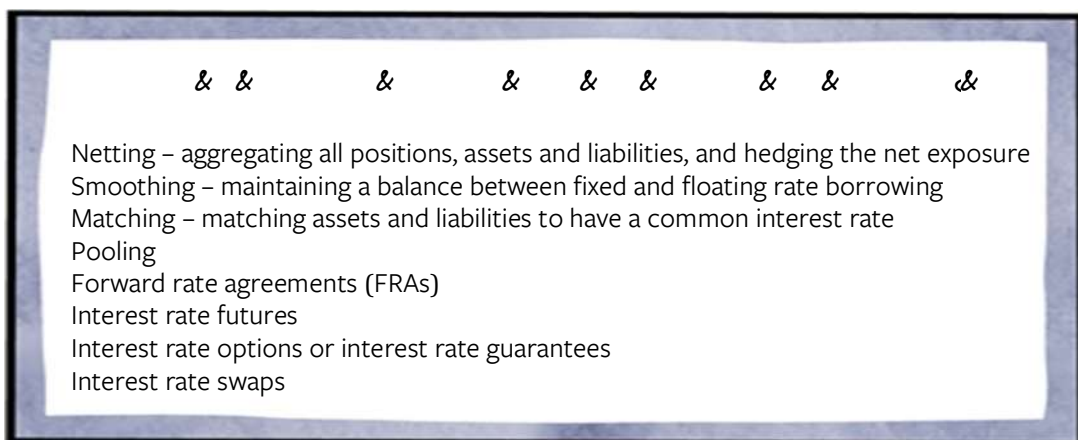 & & & & & & & & &
Netting – aggregating all positions, assets and liabilities, and hedging the net exposure
Smoothing – maintaining a balance between fixed and floating rate borrowing
Matching – matching assets and liabilities to have a common interest rate
Pooling
Forward rate agreements (FRAs)
Interest rate futures
Interest rate options or interest rate guarantees
Interest rate swaps